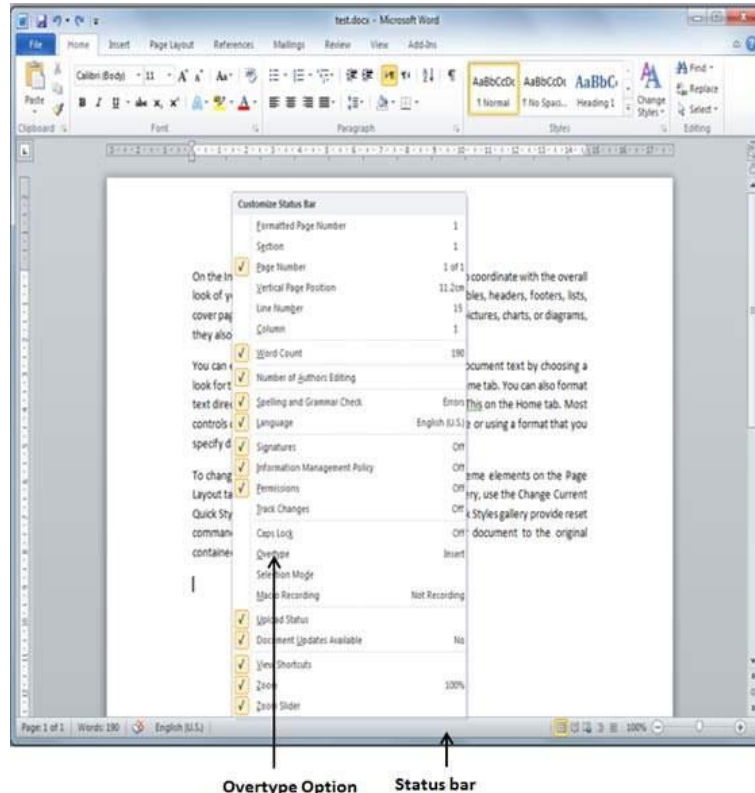 test.docx - Microsoft Word
File Home Insert Page Layout References Mailings Review View Add-Ins
Calibri (Body) 11 A A Aa
Paste
B I U abc x, x² A
AaBbCcDc AaBbCcDc AaBbC
¶ Normal ¶ No Spaci... Heading 1
Change Styles
Find
Replace
Select
Clipboard Font Paragraph Styles Editing
Customize Status Bar
Formatted Page Number 1
Section 1
Page Number 1 of 1
Vertical Page Position 11.2cm
Line Number 15
Column 1
Word Count 190
Number of Authors Editing
Spelling and Grammar Check Errors
Language English (U.S.)
Signatures Off
Information Management Policy Off
Permissions Off
Track Changes Off
Caps Lock Off
Overtype Insert
Selection Mode
Macro Recording Not Recording
Upload Status
Document Updates Available No
View Shortcuts
Zoom 100%
Zoom Slider
On the In
coordinate with the overall
look of y
bles, headers, footers, lists,
cover pag
ictures, charts, or diagrams,
they also
You can
ocument text by choosing a
look for t
me tab. You can also format
text direc
This on the Home tab. Most
controls
e or using a format that you
specify d
To chang
eme elements on the Page
Layout ta
ery, use the Change Current
Quick Sty
k Styles gallery provide reset
comman
document to the original
containe
Page: 1 of 1 Words: 190 English (U.S.) 100%
Overtype Option Status bar